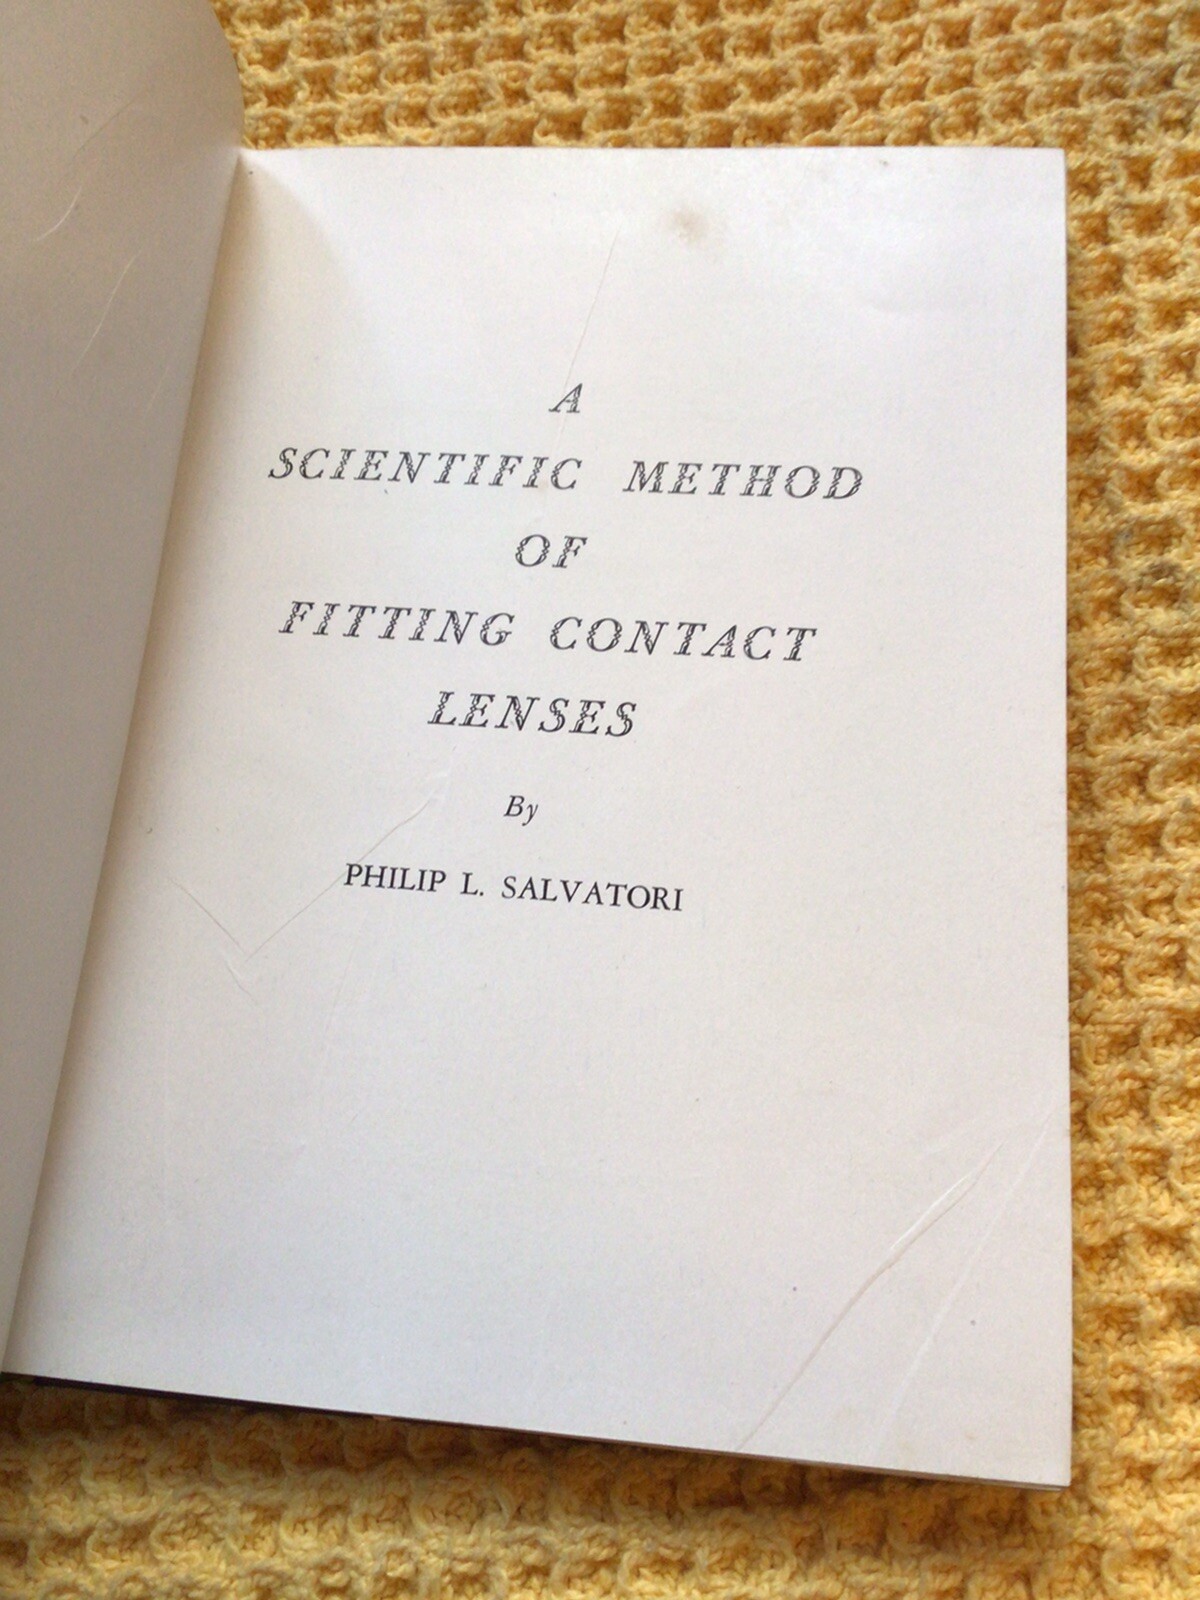 A
SCIENTIFIC METHOD
OF
FITTING CONTACT
LENSES
By
PHILIP L. SALVATORI